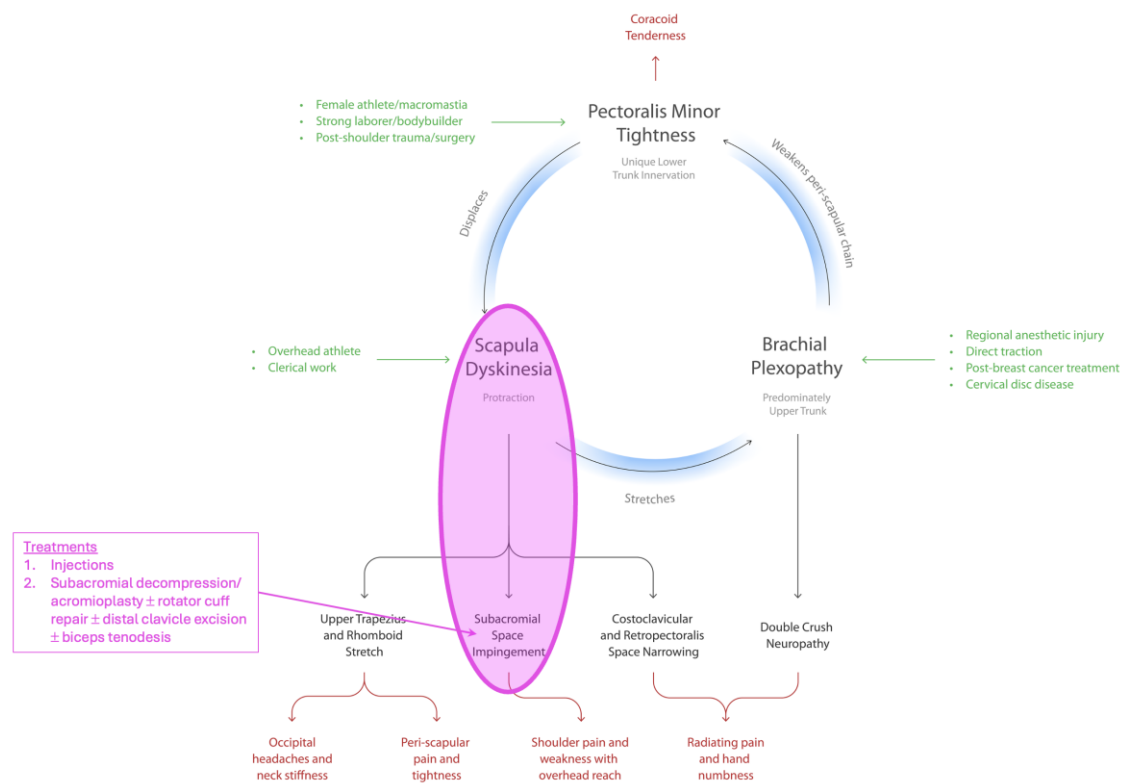 Coracoid
Tenderness
• Female athlete/macromastia
• Strong laborer/bodybuilder
• Post-shoulder trauma/surgery
Pectoralis Minor
Tightness
Unique Lower
Trunk Innervation
Displaces
Weakens peri-scapular chain
• Overhead athlete
• Clerical work
Scapula
Dyskinesia
Protraction
Brachial
Plexopathy
Predominately
Upper Trunk
• Regional anesthetic injury
• Direct traction
• Post-breast cancer treatment
• Cervical disc disease
Stretches
Treatments
1. Injections
2. Subacromial decompression/
acromioplasty ± rotator cuff
repair ± distal clavicle excision
± biceps tenodesis
Upper Trapezius
and Rhomboid
Stretch
Subacromial
Space
Impingement
Costoclavicular
and Retropectoralis
Space Narrowing
Double Crush
Neuropathy
Occipital
headaches and
neck stiffness
Peri-scapular
pain and
tightness
Shoulder pain and
weakness with
overhead reach
Radiating pain
and hand
numbness